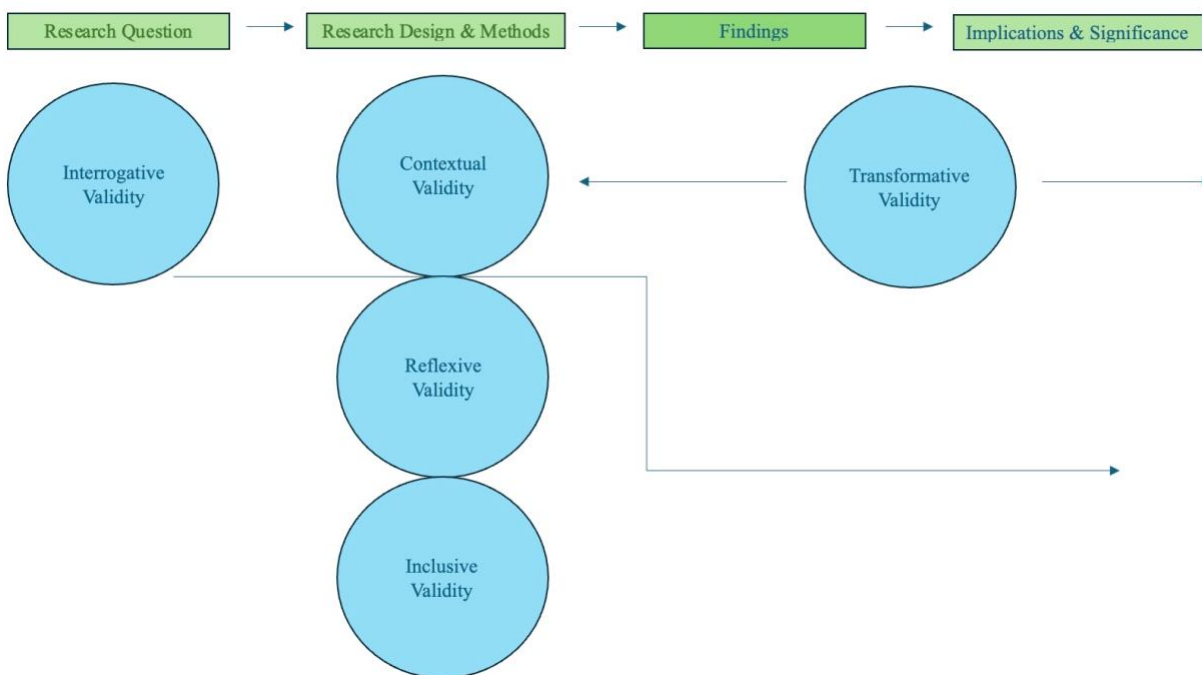 Research Question
Research Design & Methods
Findings
Implications & Significance
Interrogative
Validity
Contextual
Validity
Transformative
Validity
Reflexive
Validity
Inclusive
Validity